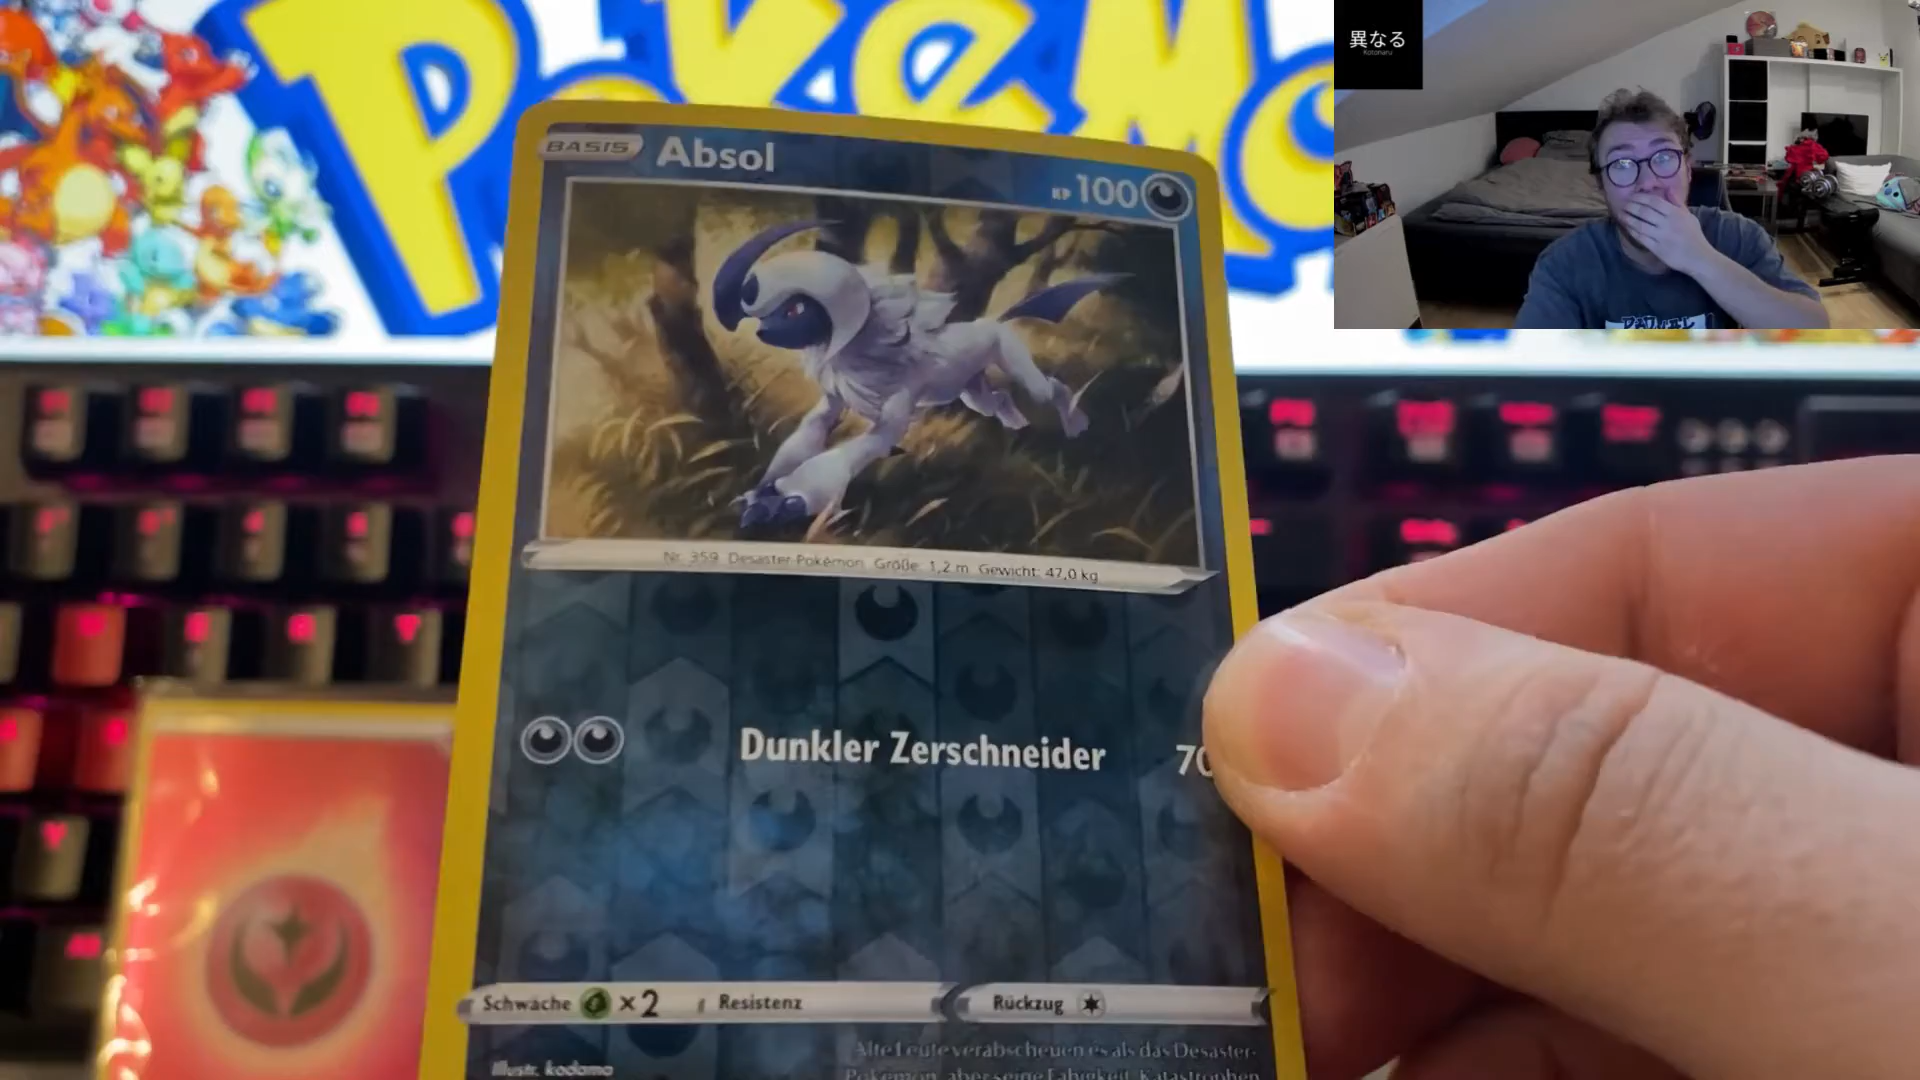 Pokémo
異なる
Kotonaru
BASIS Absol
KP 100
Nr. 359 Desaster-Pokémon Größe: 1,2 m Gewicht: 47,0 kg
Dunkler Zerschneider 70
Schwäche ×2 Resistenz Rückzug
Illustr. kodama
Alte Leute verabscheuen es als das Desaster-
Pokémon, aber seine Fähigkeit, Katastrophen